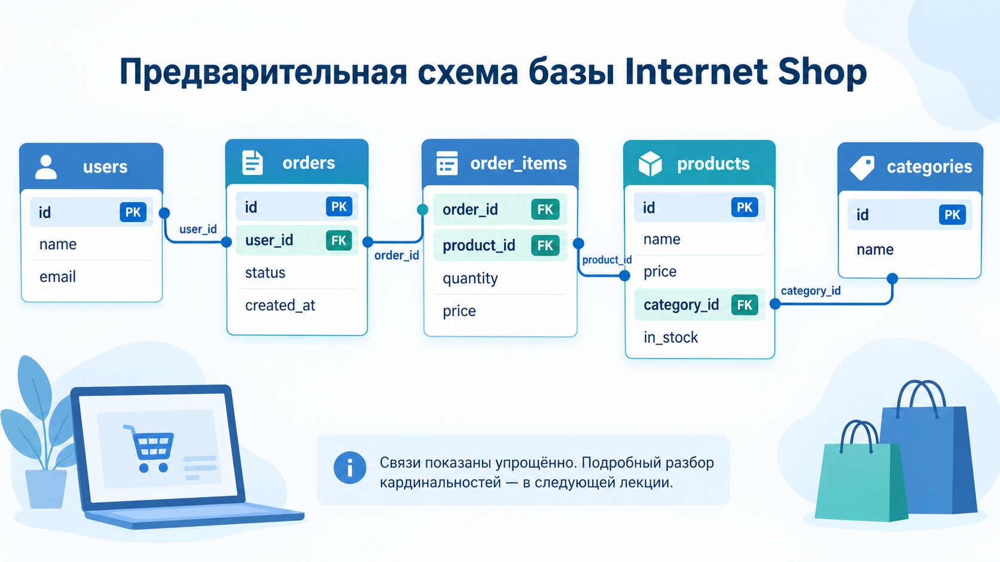 Предварительная схема базы Internet Shop
users
id PK
name
email
user_id
orders
id PK
user_id FK
status
created_at
order_id
order_items
order_id FK
product_id FK
quantity
price
product_id
products
id PK
name
price
category_id FK
in_stock
category_id
categories
id PK
name
Связи показаны упрощённо. Подробный разбор
кардинальностей — в следующей лекции.